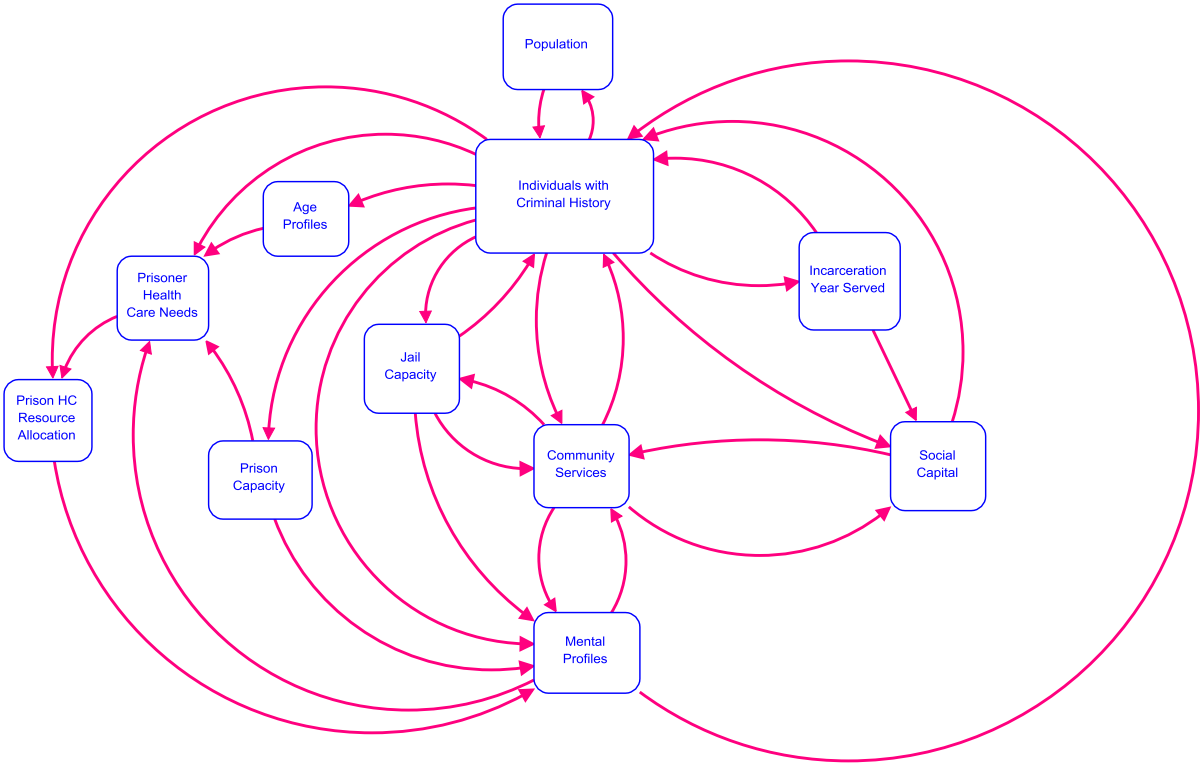 Population
Individuals with
Criminal History
Age
Profiles
Incarceration
Year Served
Prisoner
Health
Care Needs
Jail
Capacity
Prison HC
Resource
Allocation
Prison
Capacity
Community
Services
Social
Capital
Mental
Profiles